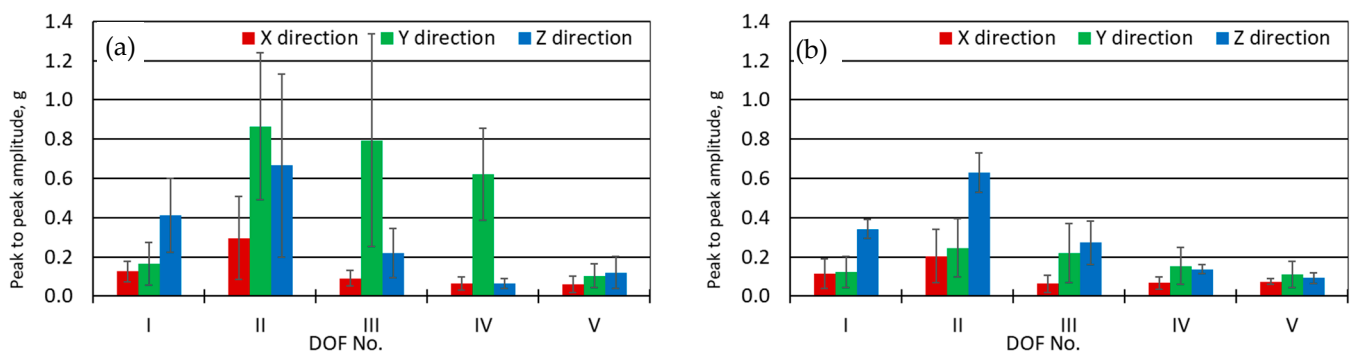 (a)
X direction Y direction Z direction
Peak to peak amplitude, g
1.4
1.2
1.0
0.8
0.6
0.4
0.2
0.0
I II III IV V
DOF No.
(b)
X direction Y direction Z direction
Peak to peak amplitude, g
1.4
1.2
1.0
0.8
0.6
0.4
0.2
0.0
I II III IV V
DOF No.